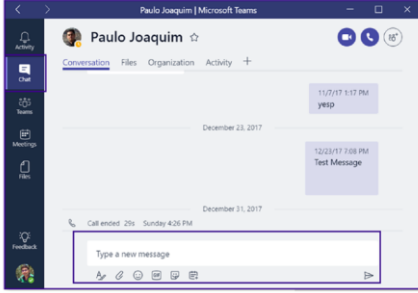 Paulo Joaquim | Microsoft Teams
Activity
Chat
Teams
Meetings
Files
Feedback
Paulo Joaquim
Conversation Files Organization Activity
11/7/17 1:17 PM
yesp
December 23, 2017
12/23/17 7:08 PM
Test Message
December 31, 2017
Call ended 29s Sunday 4:26 PM
Type a new message
GIF